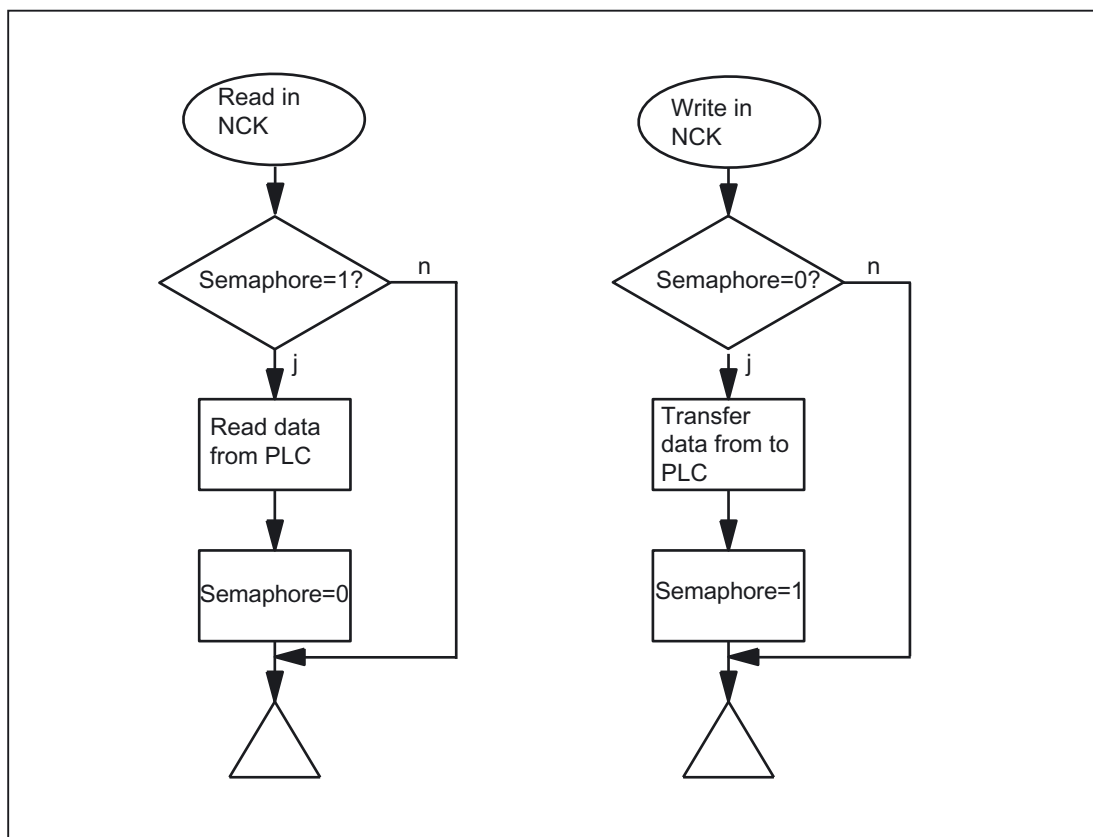 Read in
NCK
Semaphore=1?
n
j
Read data
from PLC
Semaphore=0
Write in
NCK
Semaphore=0?
n
j
Transfer
data from to
PLC
Semaphore=1